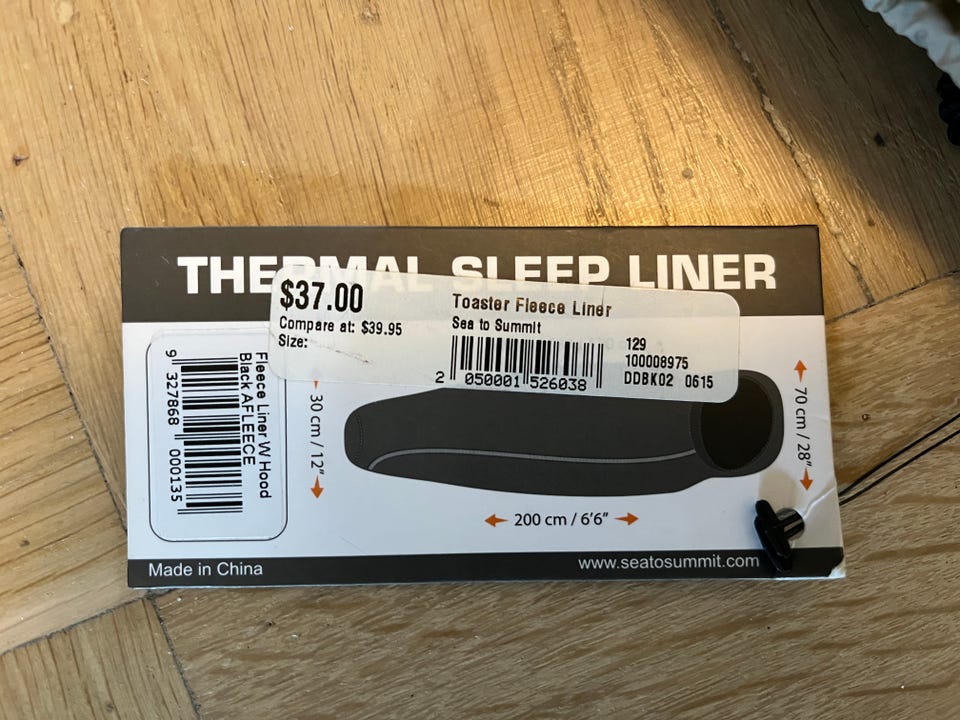 THERMAL SLEEP LINER
$37.00
Compare at: $39.95
Size:
Toaster Fleece Liner
Sea to Summit
2 050001 526038
129
100008975
DDBK02 0615
Fleece Liner W Hood
Black AFLEECE
9 327868 000135
30 cm / 12"
70 cm / 28"
200 cm / 6'6"
Made in China
www.seatosummit.com